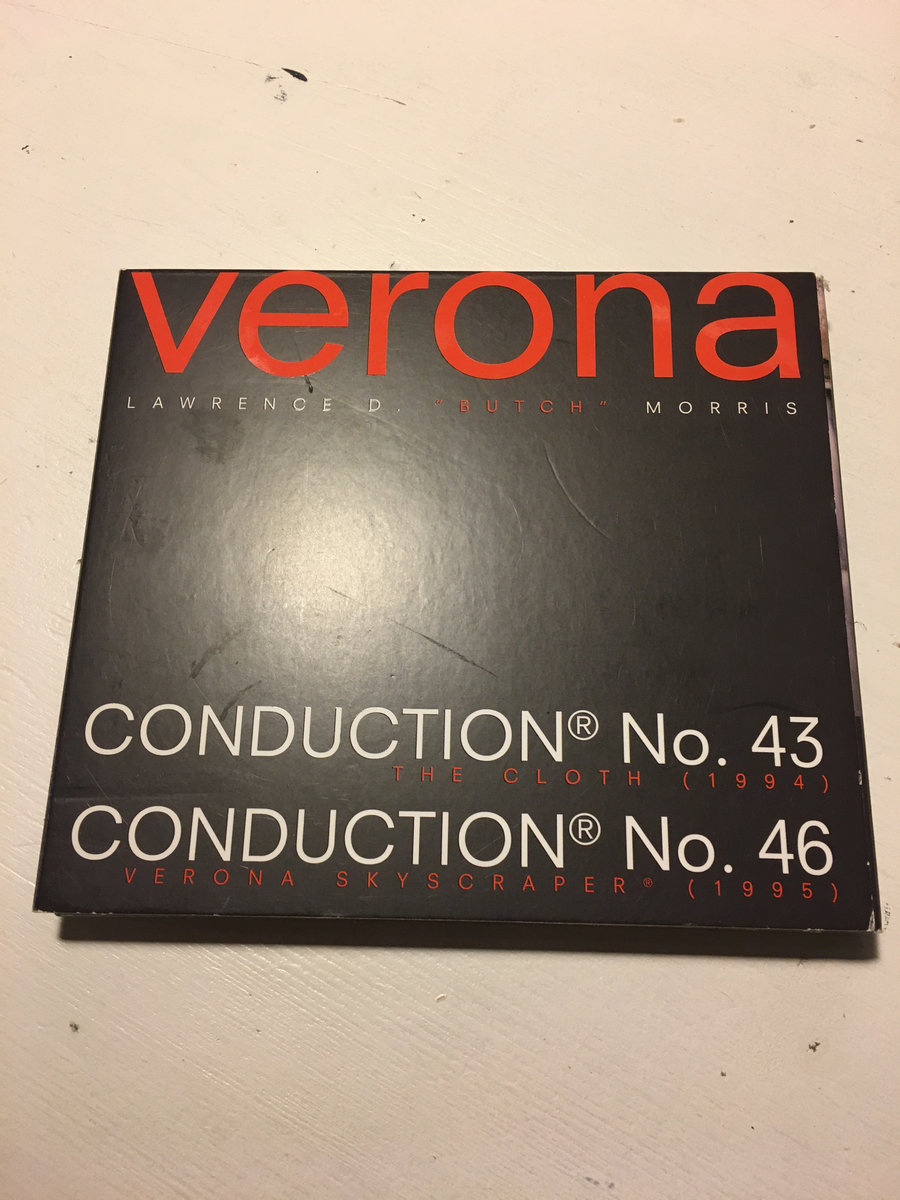 verona
LAWRENCE D. "BUTCH" MORRIS
CONDUCTION® No. 43
THE CLOTH (1994)
CONDUCTION® No. 46
VERONA SKYSCRAPER® (1995)